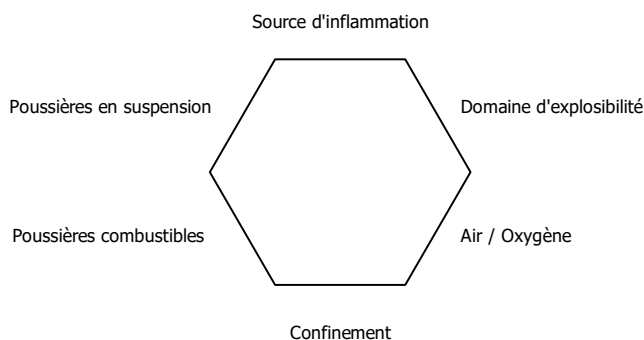 Source d'inflammation
Poussières en suspension
Domaine d'explosibilité
Poussières combustibles
Air / Oxygène
Confinement